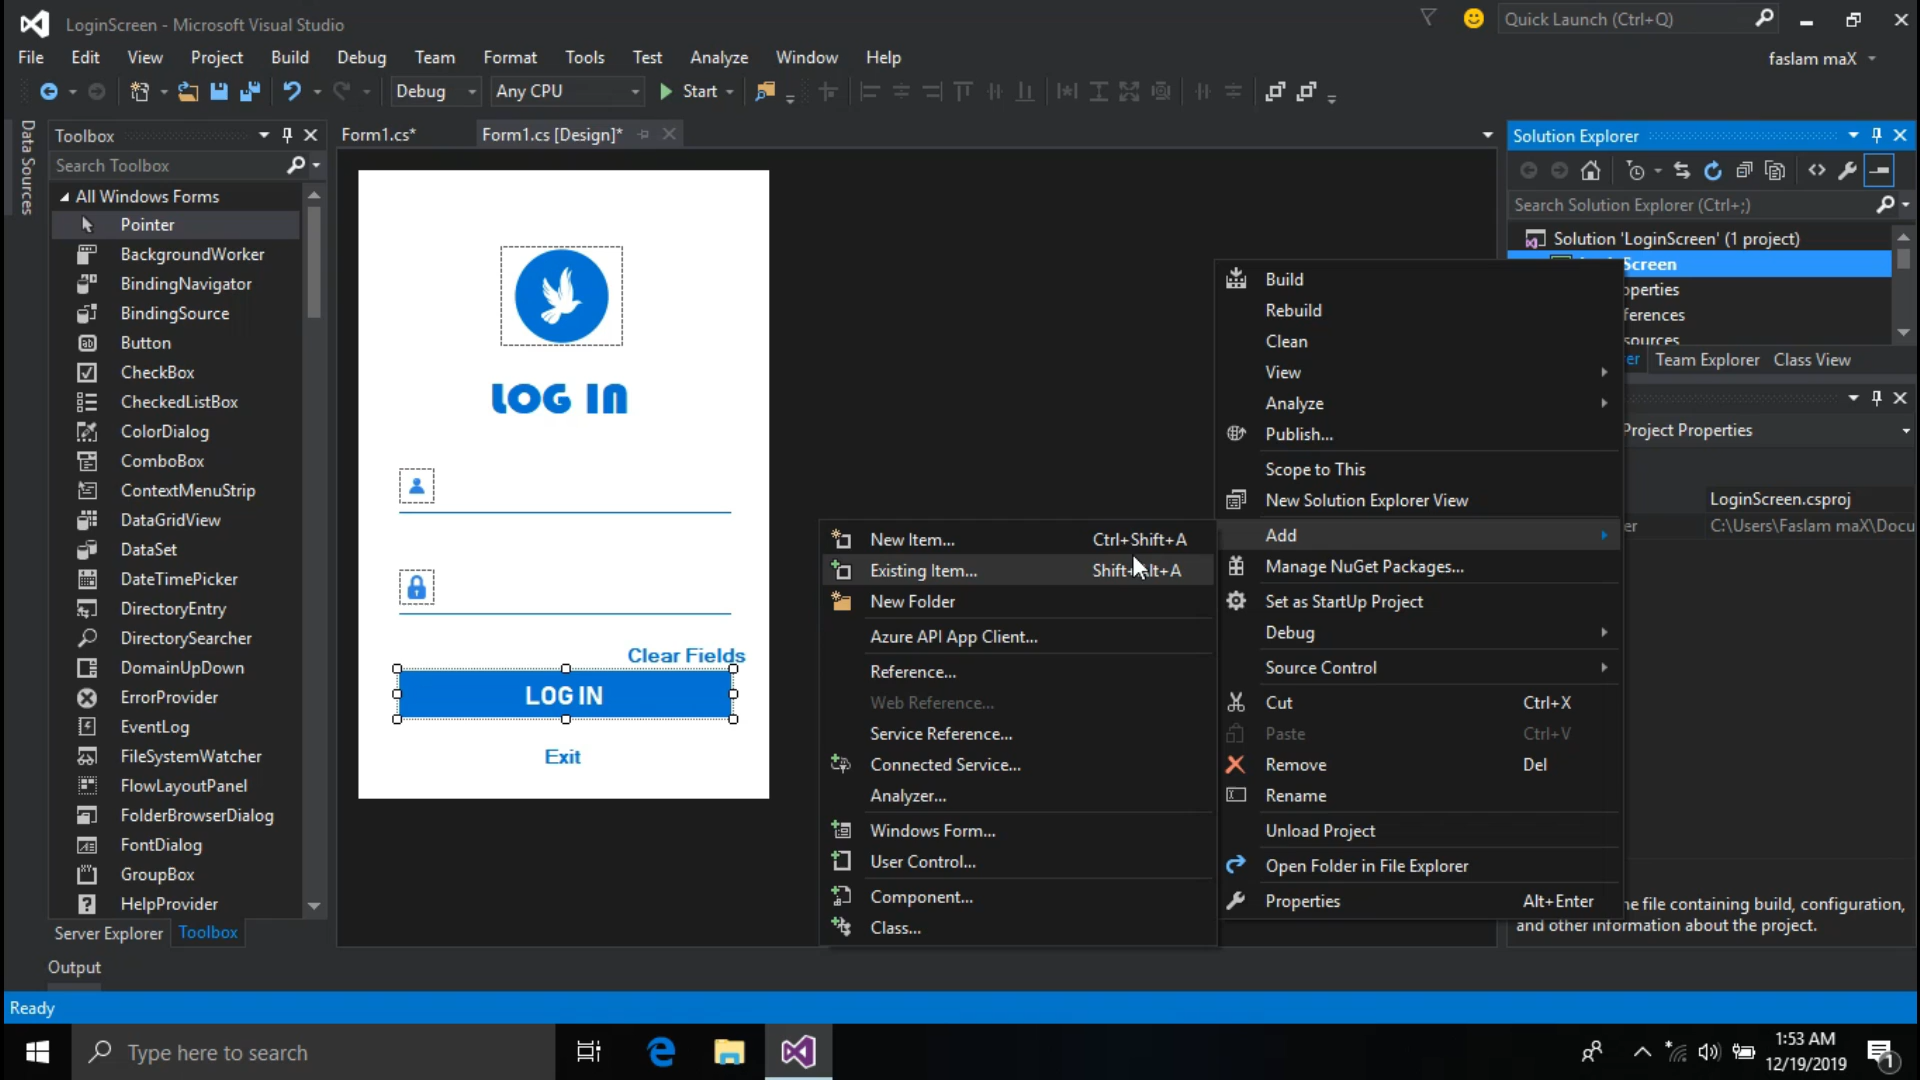 LoginScreen - Microsoft Visual Studio
Quick Launch (Ctrl+Q)
File Edit View Project Build Debug Team Format Tools Test Analyze Window Help
faslam maX
Debug Any CPU Start
Data Sources
Toolbox
Search Toolbox
All Windows Forms
Pointer
BackgroundWorker
BindingNavigator
BindingSource
Button
CheckBox
CheckedListBox
ColorDialog
ComboBox
ContextMenuStrip
DataGridView
DataSet
DateTimePicker
DirectoryEntry
DirectorySearcher
DomainUpDown
ErrorProvider
EventLog
FileSystemWatcher
FlowLayoutPanel
FolderBrowserDialog
FontDialog
GroupBox
HelpProvider
Server Explorer Toolbox
Output
Form1.cs* Form1.cs [Design]*
LOG IN
Clear Fields
LOG IN
Exit
New Item... Ctrl+Shift+A
Existing Item... Shift+Alt+A
New Folder
Azure API App Client...
Reference...
Web Reference...
Service Reference...
Connected Service...
Analyzer...
Windows Form...
User Control...
Component...
Class...
Build
Rebuild
Clean
View
Analyze
Publish...
Scope to This
New Solution Explorer View
Add
Manage NuGet Packages...
Set as StartUp Project
Debug
Source Control
Cut Ctrl+X
Paste Ctrl+V
Remove Del
Rename
Unload Project
Open Folder in File Explorer
Properties Alt+Enter
Solution Explorer
Search Solution Explorer (Ctrl+;)
Solution 'LoginScreen' (1 project)
Screen
perties
ferences
sources
er Team Explorer Class View
Project Properties
LoginScreen.csproj
er C:\Users\Faslam maX\Docu
ne file containing build, configuration,
and other information about the project.
Ready
Type here to search
1:53 AM
12/19/2019
1